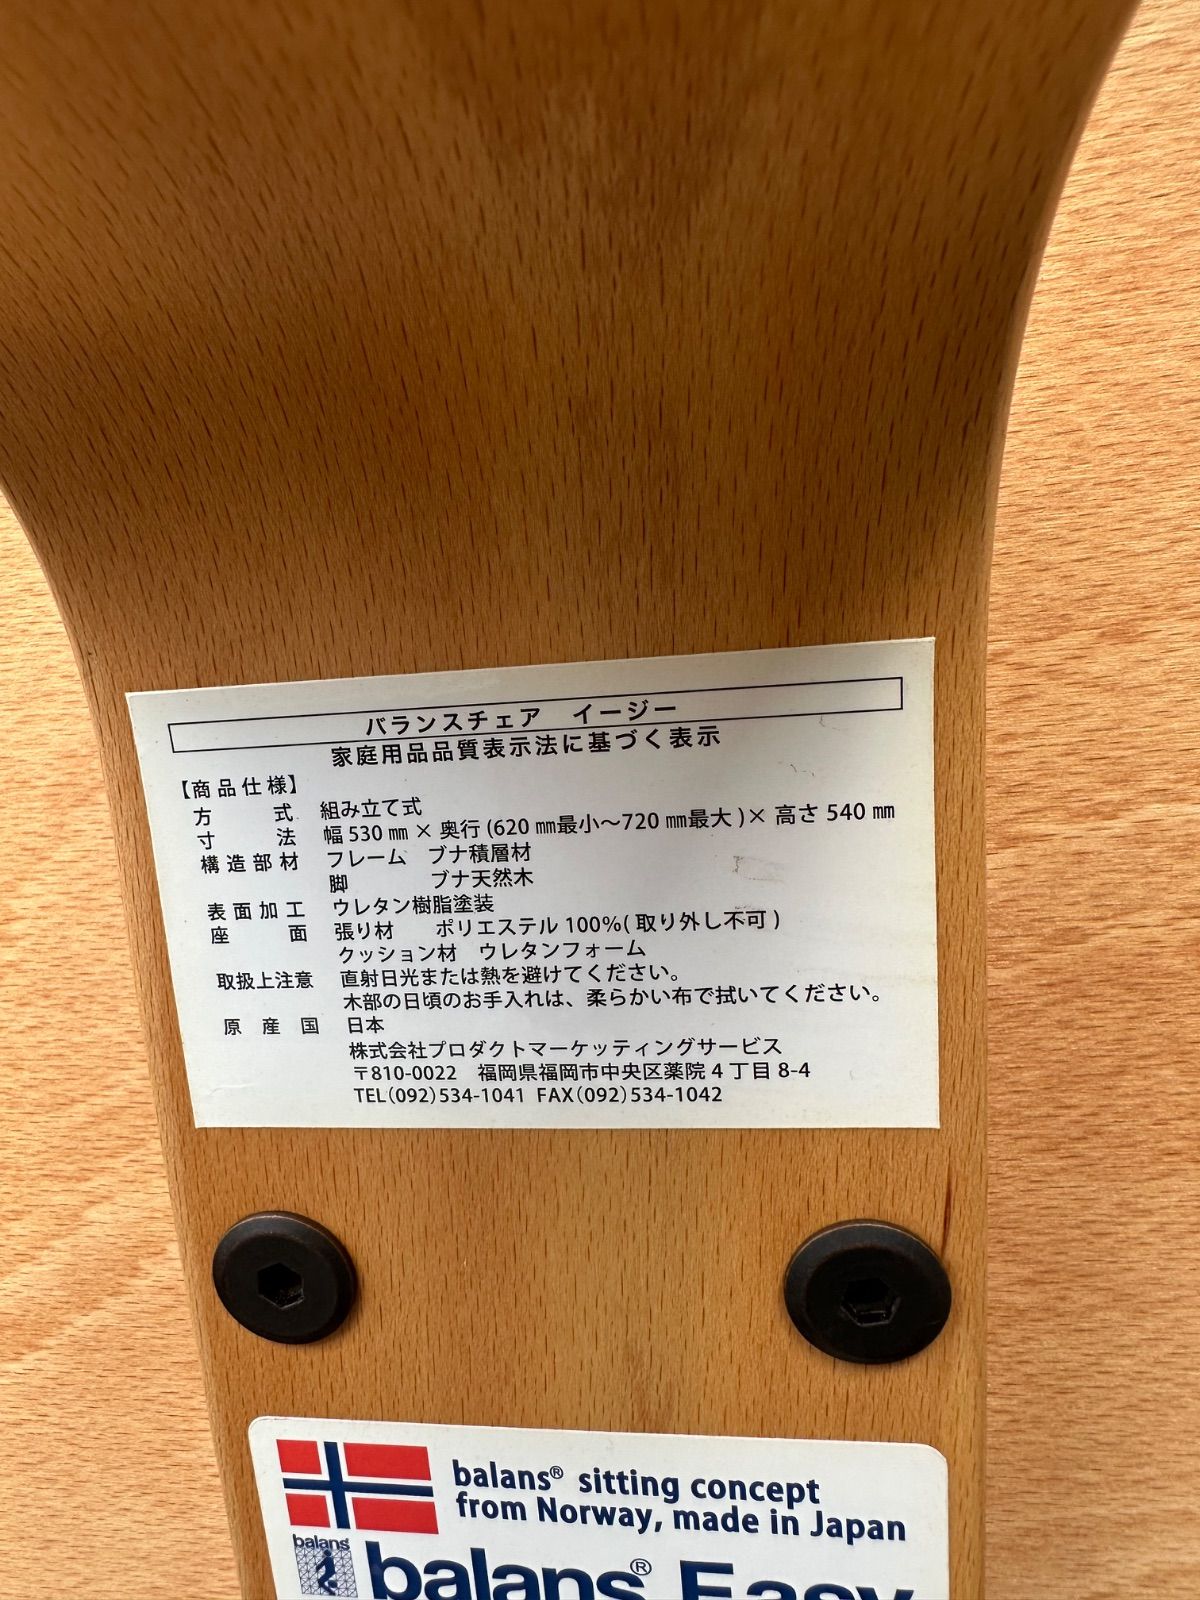 バランスチェア　イージー
家庭用品品質表示法に基づく表示
【商品仕様】
方　式　組み立て式
寸　法　幅 530 ㎜ × 奥行 (620 ㎜最小〜720 ㎜最大 )× 高さ 540 ㎜
構造部材　フレーム　ブナ積層材
脚　ブナ天然木
表面加工　ウレタン樹脂塗装
座　面　張り材　ポリエステル 100%( 取り外し不可 )
クッション材　ウレタンフォーム
取扱上注意　直射日光または熱を避けてください。
木部の日頃のお手入れは、柔らかい布で拭いてください。
原産国　日本
株式会社プロダクトマーケッティングサービス
〒810-0022　福岡県福岡市中央区薬院 4 丁目 8-4
TEL(092)534-1041 FAX(092)534-1042
balans® sitting concept
from Norway, made in Japan
balans
balans® Easy